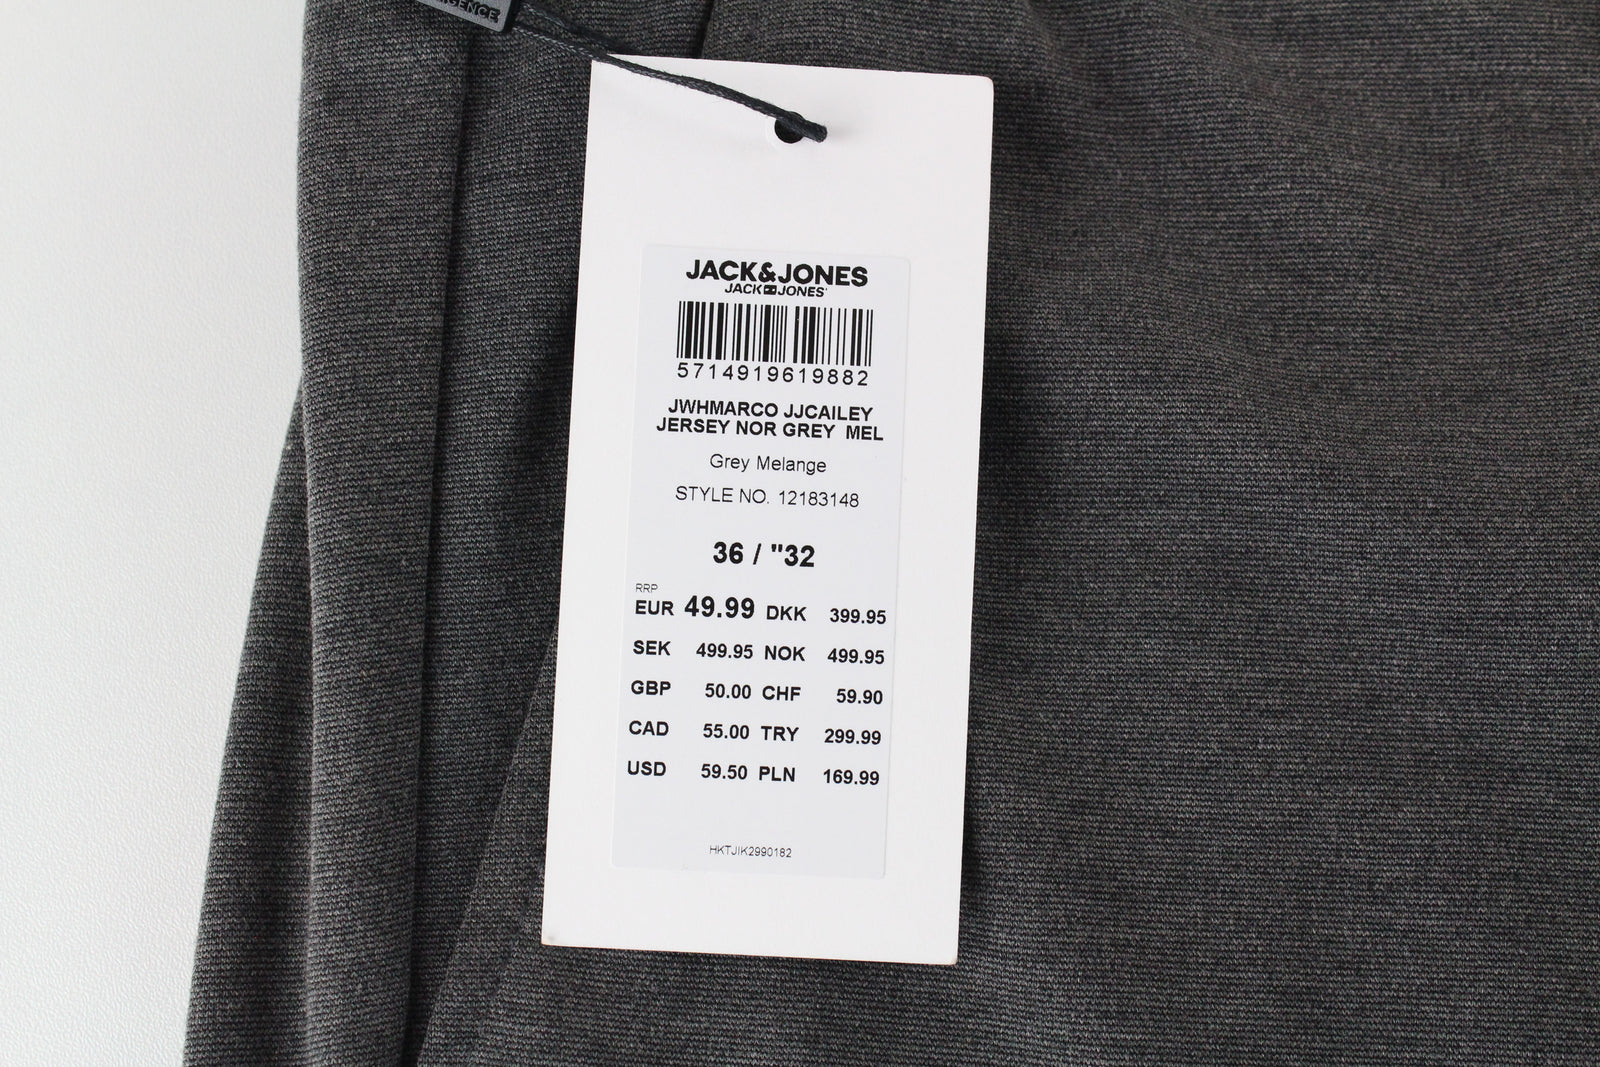 JACK&JONES
JACK JONES
5714919619882
JWHMARCO JJCAILEY
JERSEY NOR GREY MEL
Grey Melange
STYLE NO. 12183148
36 / "32
RRP
EUR 49.99 DKK 399.95
SEK 499.95 NOK 499.95
GBP 50.00 CHF 59.90
CAD 55.00 TRY 299.99
USD 59.50 PLN 169.99
HKTJIK2990182